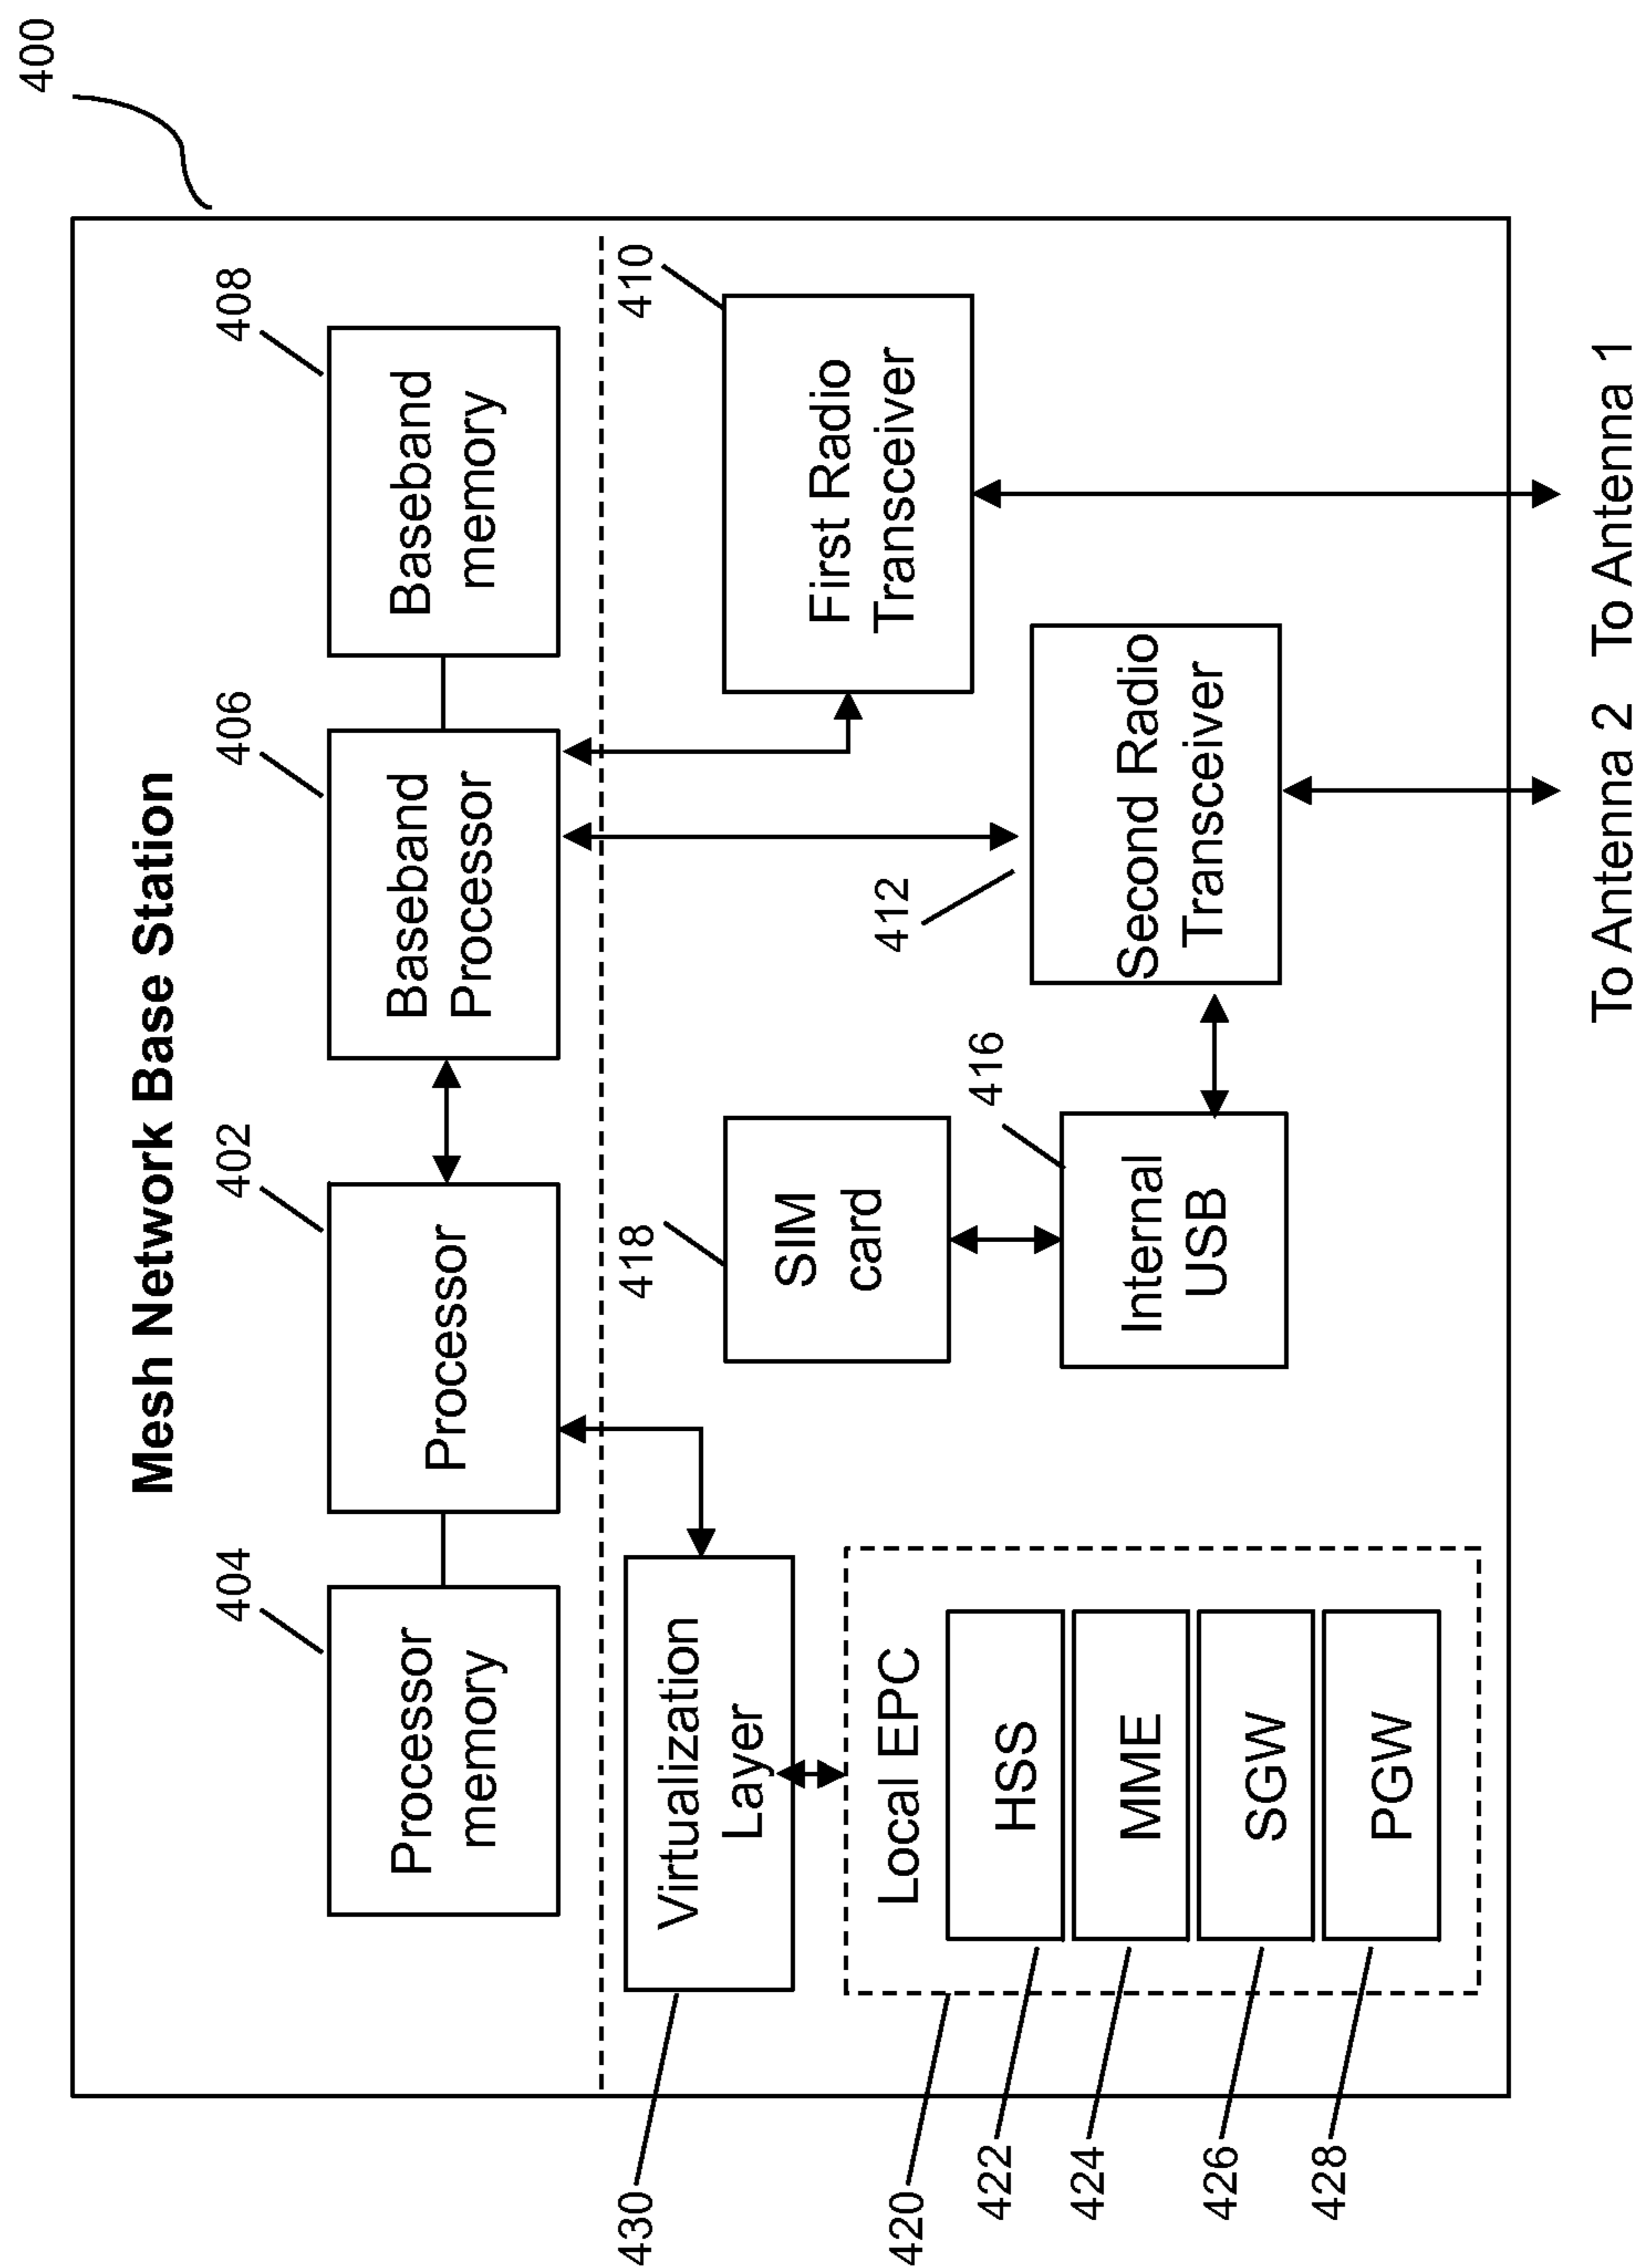 400
Mesh Network Base Station
404
402
406
408
Processor
memory
Processor
Baseband
Processor
Baseband
memory
430
Virtualization
Layer
418
SIM
card
410
First Radio
Transceiver
412
Second Radio
Transceiver
416
Internal
USB
420
Local EPC
422
HSS
424
MME
426
SGW
428
PGW
To Antenna 2
To Antenna 1